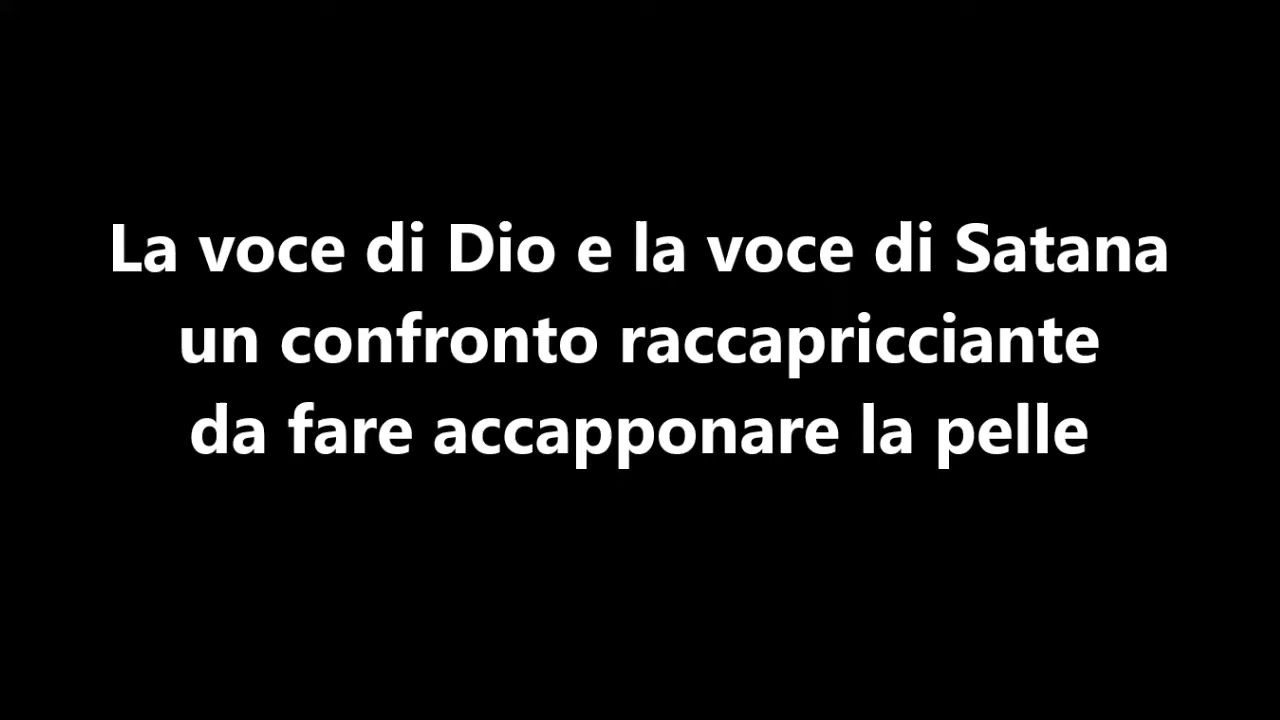 La voce di Dio e la voce di Satana
un confronto raccapricciante
da fare accapponare la pelle